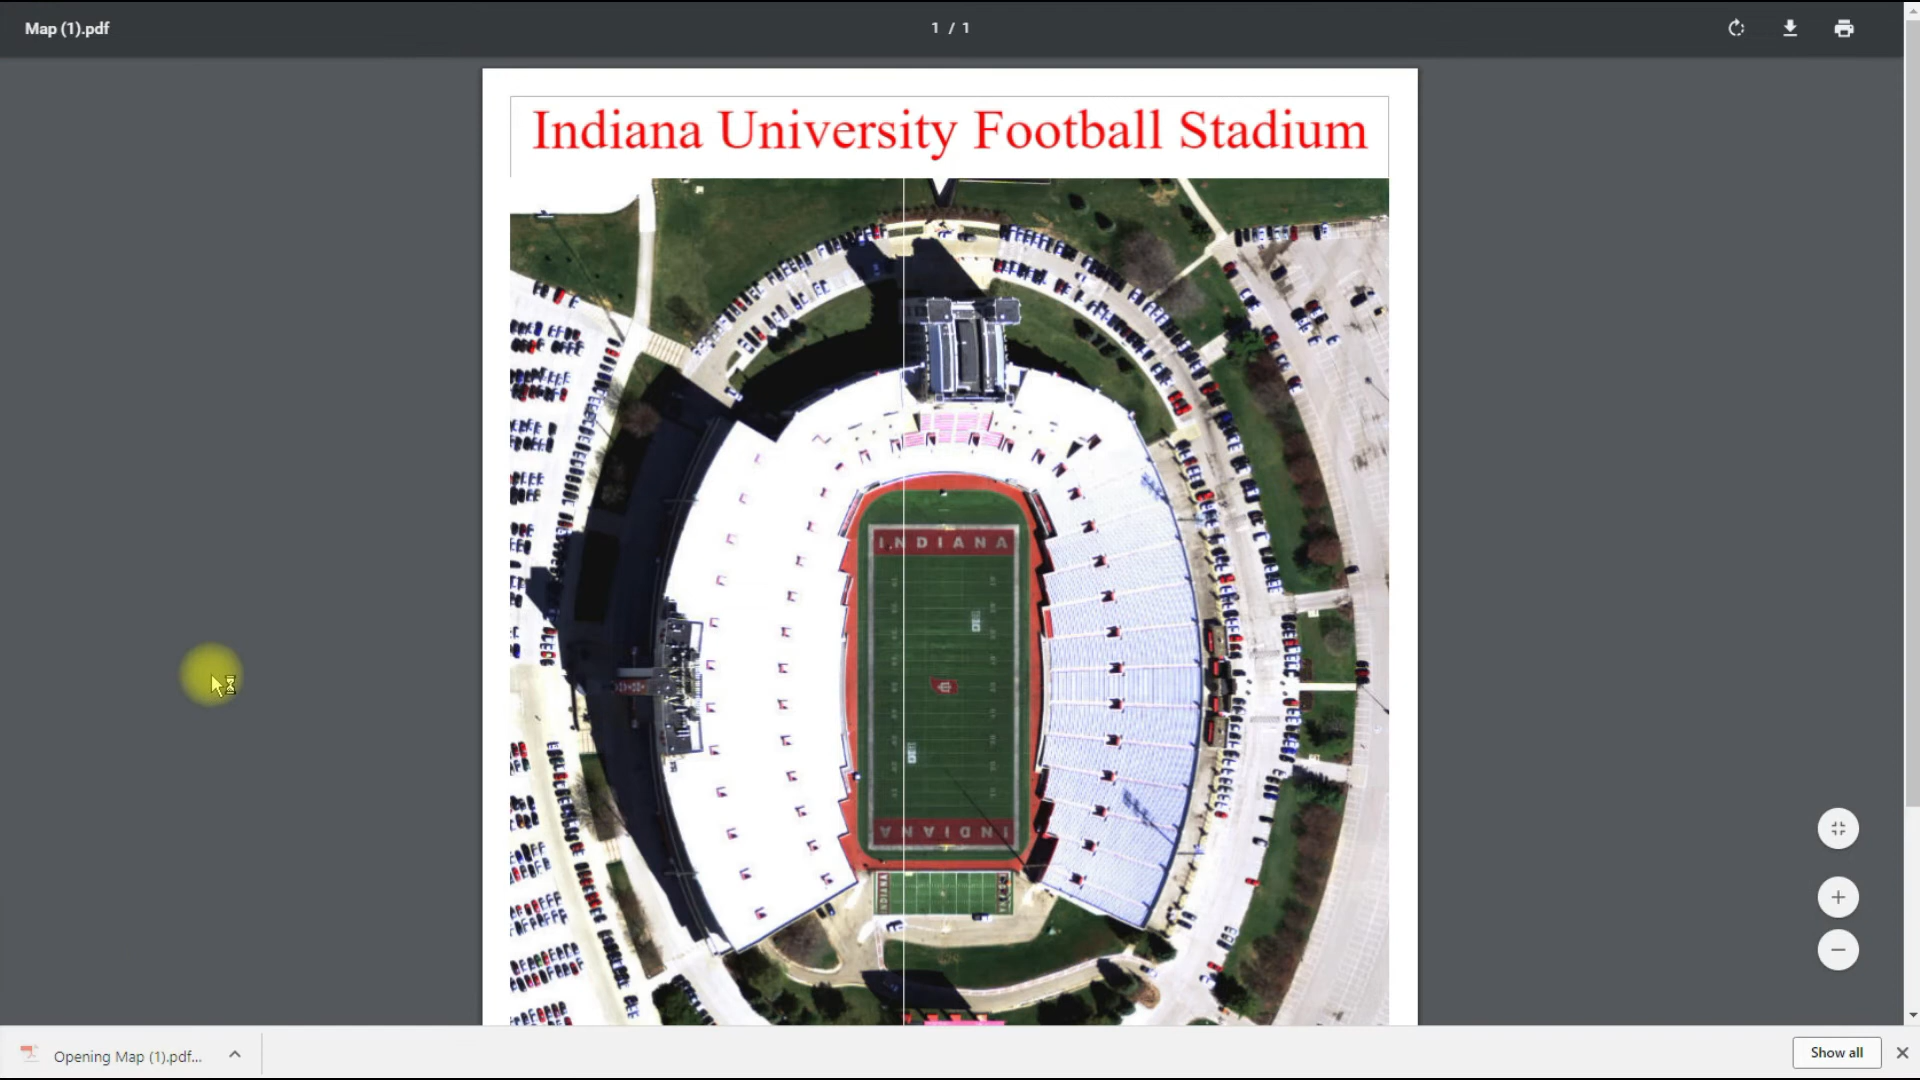 Map (1).pdf
1 / 1
Indiana University Football Stadium
INDIANA
INDIANA
Opening Map (1).pdf...
Show all